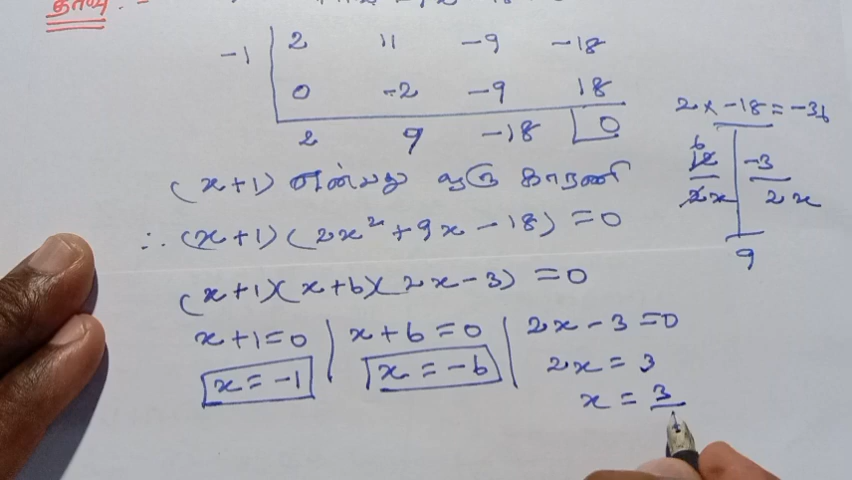 தீர்வு :-
-1 | 2 11 -9 -18
0 -2 -9 18
2 9 -18 | 0
2 × -18 = -36
(x+1) என்பது ஒரு காரணி
6
12 | -3
2x | 2x
9
∴ (x+1) (2x² + 9x - 18) = 0
(x+1)(x+6)(2x-3) = 0
x+1=0 | x+6=0 | 2x-3=0
x = -1 | x = -6 | 2x = 3
x = 3